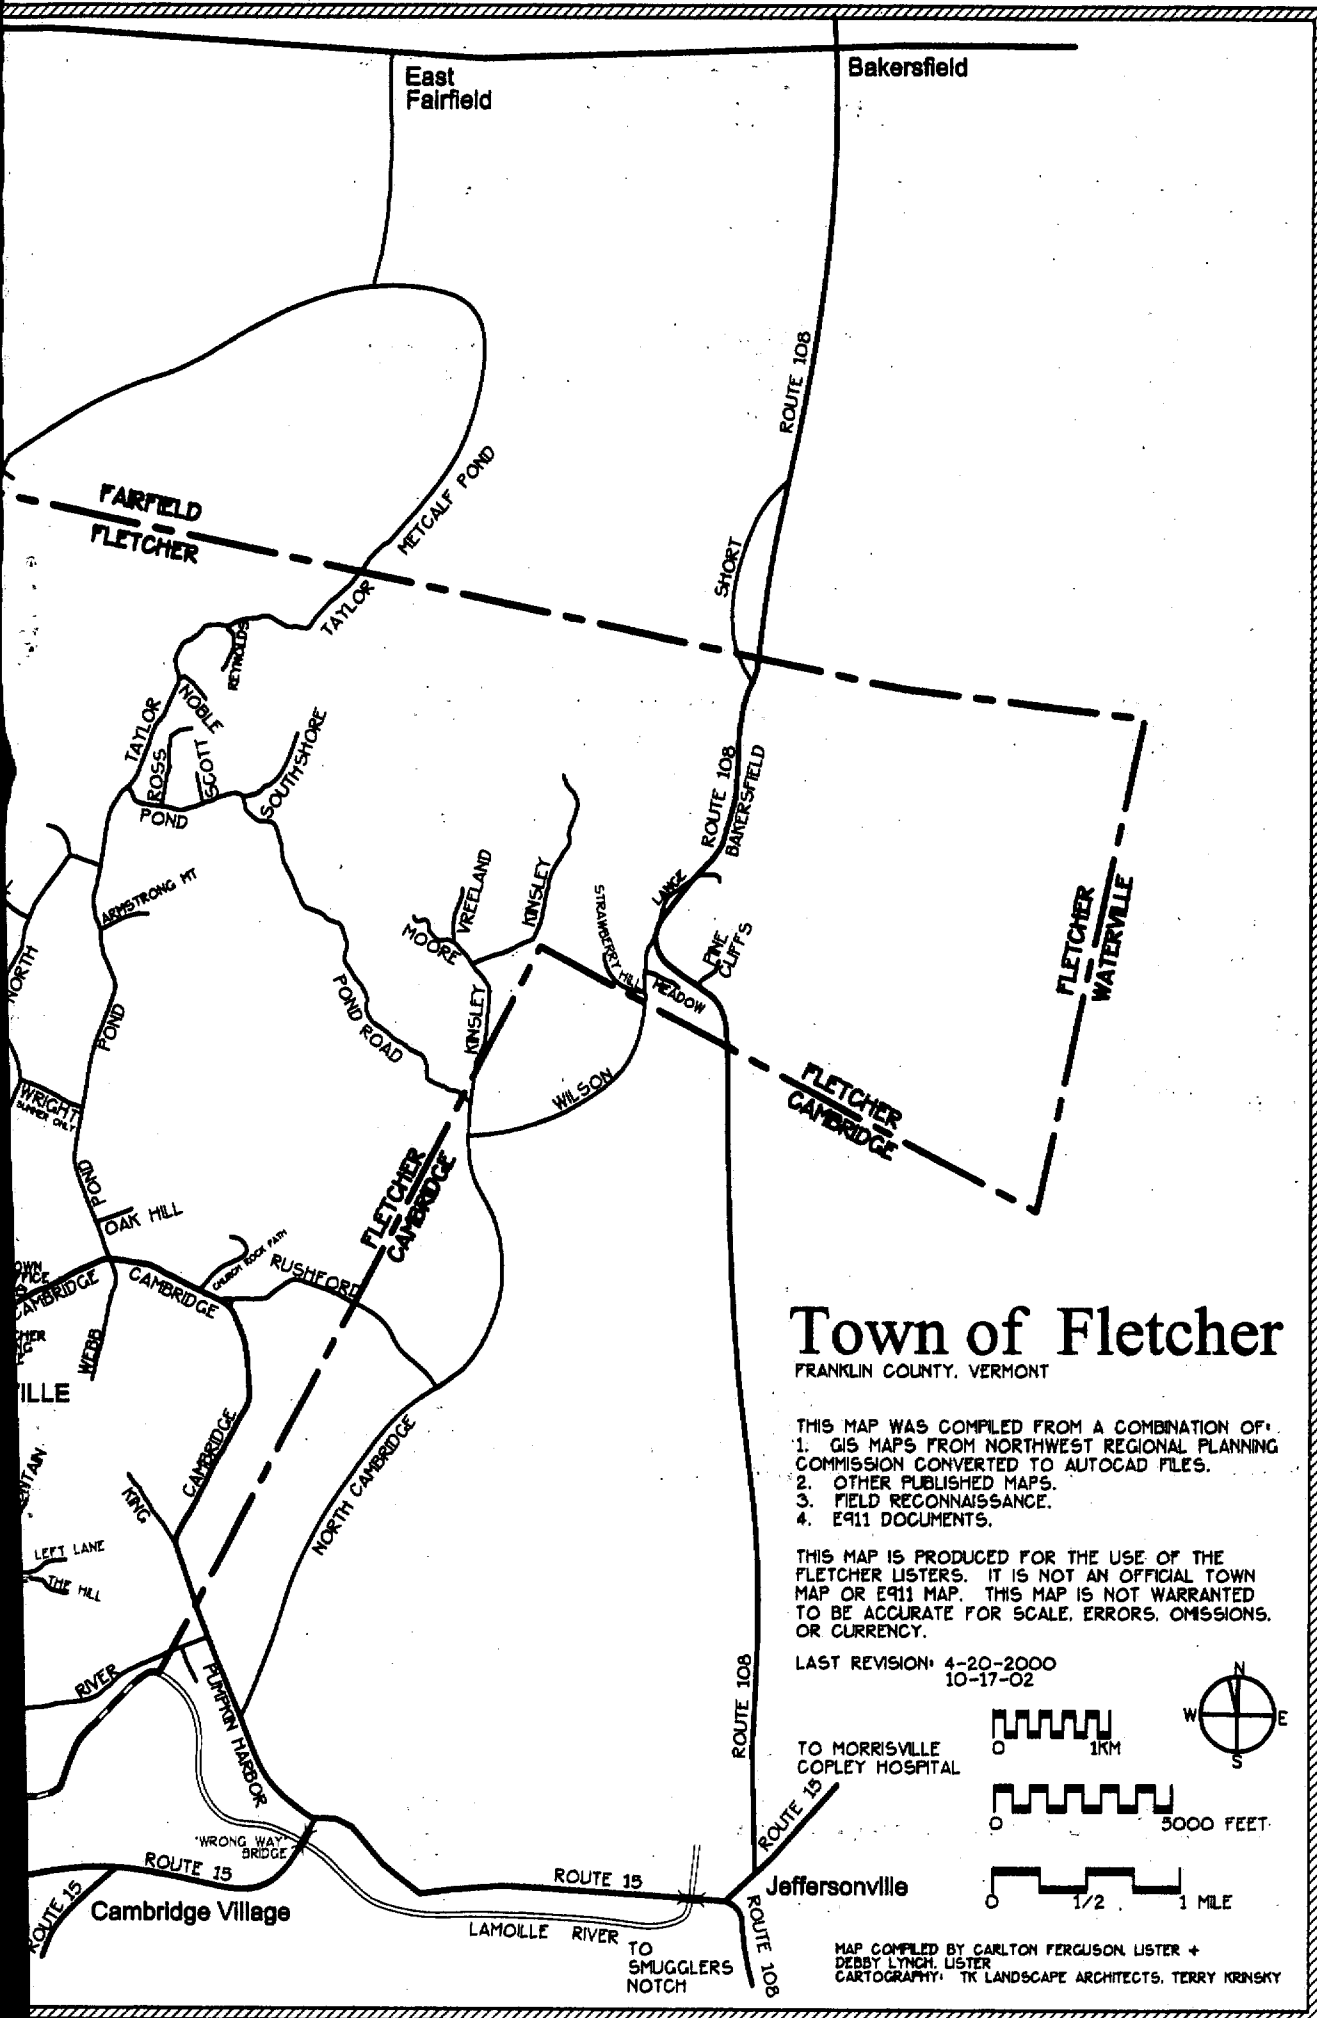 East
Fairfield
Bakersfield
ROUTE 108
METCALF POND
FAIRFIELD
FLETCHER
SHORT
TAYLOR
REYNOLDS
NOBLE
TAYLOR
ROSS
SCOTT
SOUTH SHORE
POND
ROUTE 108
BAKERSFIELD
ARMSTRONG MT
VREELAND
KINSLEY
MOORE
LANGE
STRAWBERRY HILL
PINE
CLIFFS
MEADOW
FLETCHER
WATERVILLE
NORTH
POND
POND ROAD
KINSLEY
WILSON
WRIGHT
SUMMER ONLY
FLETCHER
CAMBRIDGE
POND
FLETCHER
CAMBRIDGE
OAK HILL
CHURCH ROCK PATH
RUSHFORD
CAMBRIDGE
CAMBRIDGE
CAMBRIDGE
WEBB
ILLE
CAMBRIDGE
KING
NORTH CAMBRIDGE
LEFT LANE
THE HILL
RIVER
PUMPKIN HARBOR
Town of Fletcher
FRANKLIN COUNTY, VERMONT
THIS MAP WAS COMPILED FROM A COMBINATION OF:
1. GIS MAPS FROM NORTHWEST REGIONAL PLANNING
COMMISSION CONVERTED TO AUTOCAD FILES.
2. OTHER PUBLISHED MAPS.
3. FIELD RECONNAISSANCE.
4. E911 DOCUMENTS.
THIS MAP IS PRODUCED FOR THE USE OF THE
FLETCHER LISTERS. IT IS NOT AN OFFICIAL TOWN
MAP OR E911 MAP. THIS MAP IS NOT WARRANTED
TO BE ACCURATE FOR SCALE, ERRORS, OMISSIONS,
OR CURRENCY.
LAST REVISION: 4-20-2000
10-17-02
N
W
E
S
0 1KM
0 5000 FEET
0 1/2 1 MILE
ROUTE 108
TO MORRISVILLE
COPLEY HOSPITAL
ROUTE 15
"WRONG WAY"
BRIDGE
ROUTE 15
ROUTE 15
Cambridge Village
ROUTE 15
LAMOILLE RIVER
Jeffersonville
ROUTE 108
TO
SMUGGLERS
NOTCH
MAP COMPILED BY CARLTON FERGUSON, LISTER +
DEBBY LYNCH, LISTER
CARTOGRAPHY: TK LANDSCAPE ARCHITECTS, TERRY KRINSKY